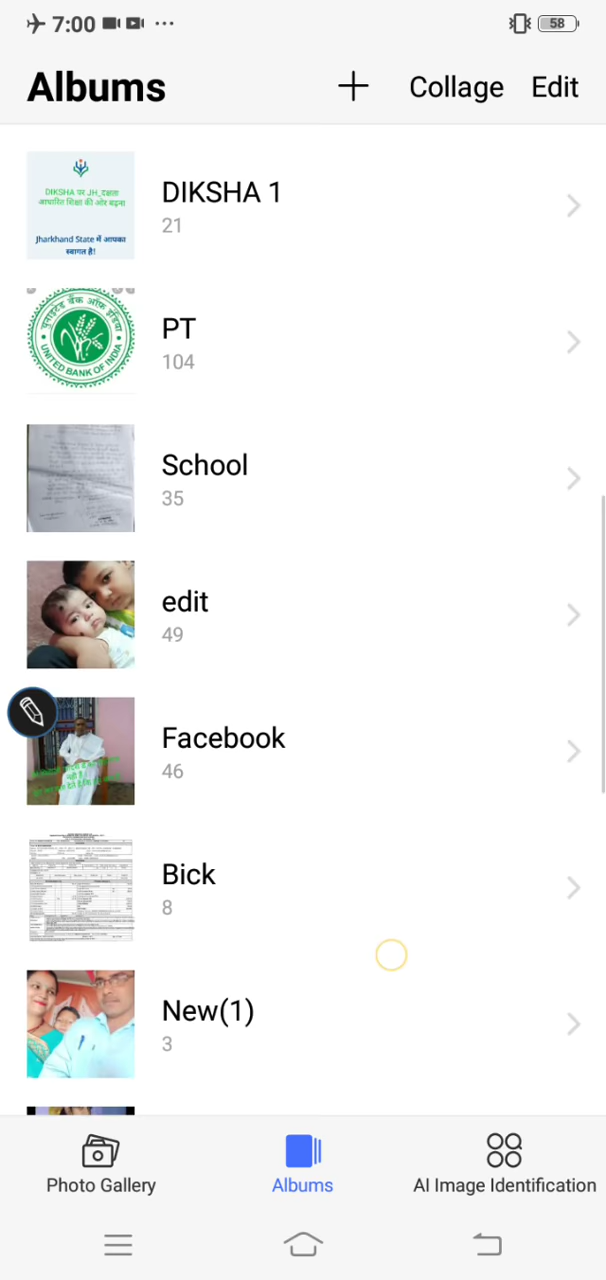 7:00
58
Albums
+ Collage Edit
DIKSHA पर JH_दक्षता
आधारित शिक्षा की ओर बढ़ना
Jharkhand State में आपका
स्वागत है!
DIKSHA 1
21
यूनाइटेड बैंक ऑफ इंडिया
UNITED BANK OF INDIA
PT
104
School
35
edit
49
Facebook
46
Bick
8
New(1)
3
Photo Gallery
Albums
AI Image Identification